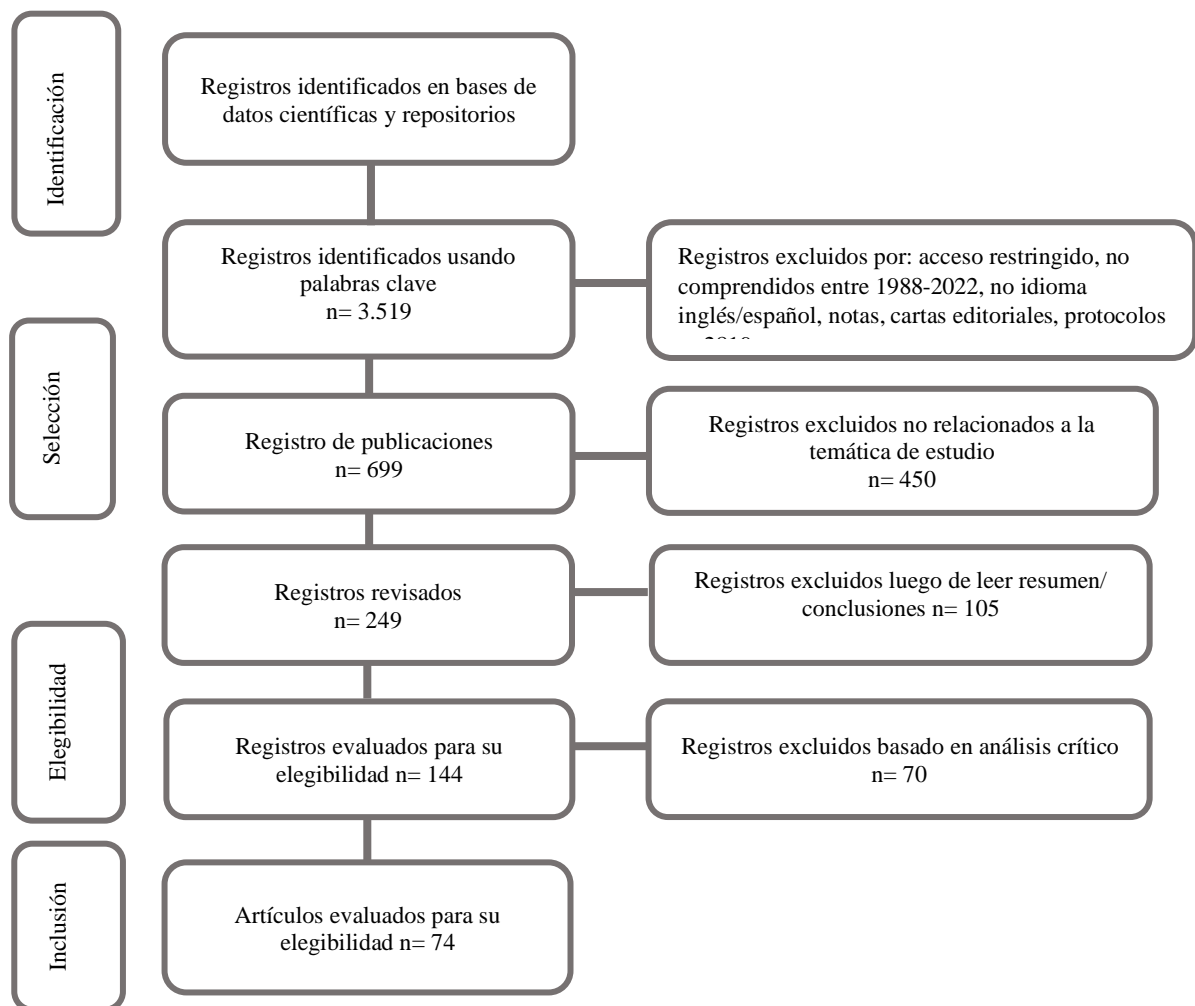 Identificación
Registros identificados en bases de
datos científicas y repositorios
Registros identificados usando
palabras clave
n= 3.519
Registros excluidos por: acceso restringido, no
comprendidos entre 1988-2022, no idioma
inglés/español, notas, cartas editoriales, protocolos
Selección
Registro de publicaciones
n= 699
Registros excluidos no relacionados a la
temática de estudio
n= 450
Registros revisados
n= 249
Registros excluidos luego de leer resumen/
conclusiones n= 105
Elegibilidad
Registros evaluados para su
elegibilidad n= 144
Registros excluidos basado en análisis crítico
n= 70
Inclusión
Artículos evaluados para su
elegibilidad n= 74